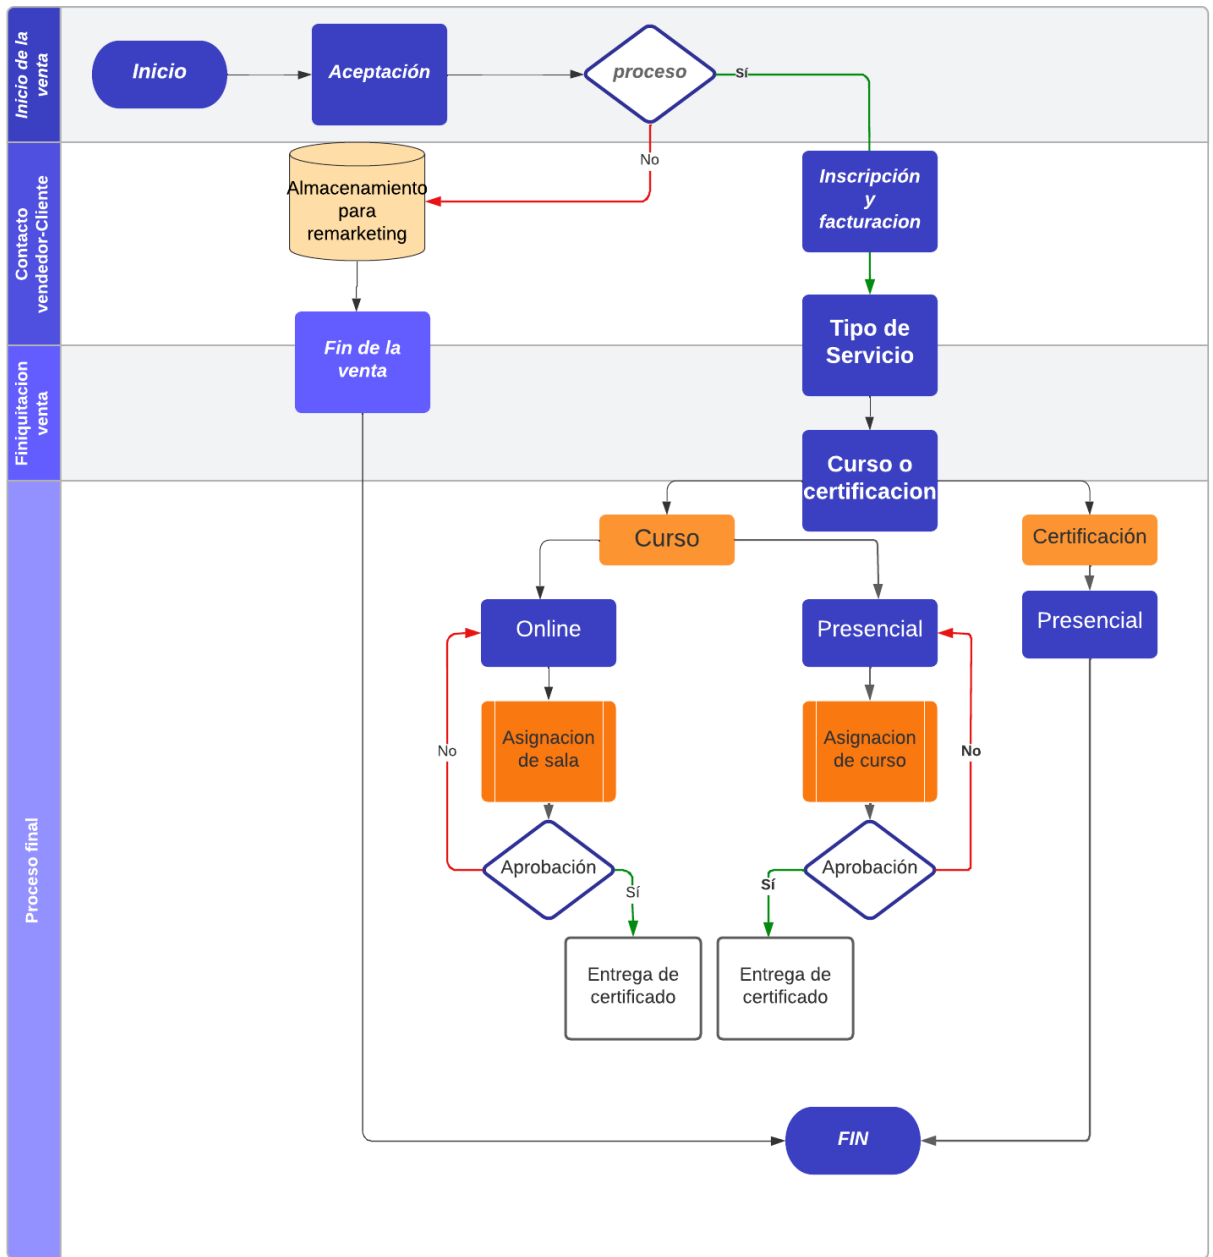 Inicio de la
venta
Inicio
Aceptación
proceso
Sí
No
Contacto
vendedor-Cliente
Almacenamiento
para
remarketing
Inscripción
y
facturacion
Fin de la
venta
Tipo de
Servicio
Finiquitacion
venta
Curso o
certificacion
Proceso final
Curso
Certificación
Online
Presencial
Presencial
Asignacion
de sala
Asignacion
de curso
No
No
Aprobación
Aprobación
Sí
Sí
Entrega de
certificado
Entrega de
certificado
FIN